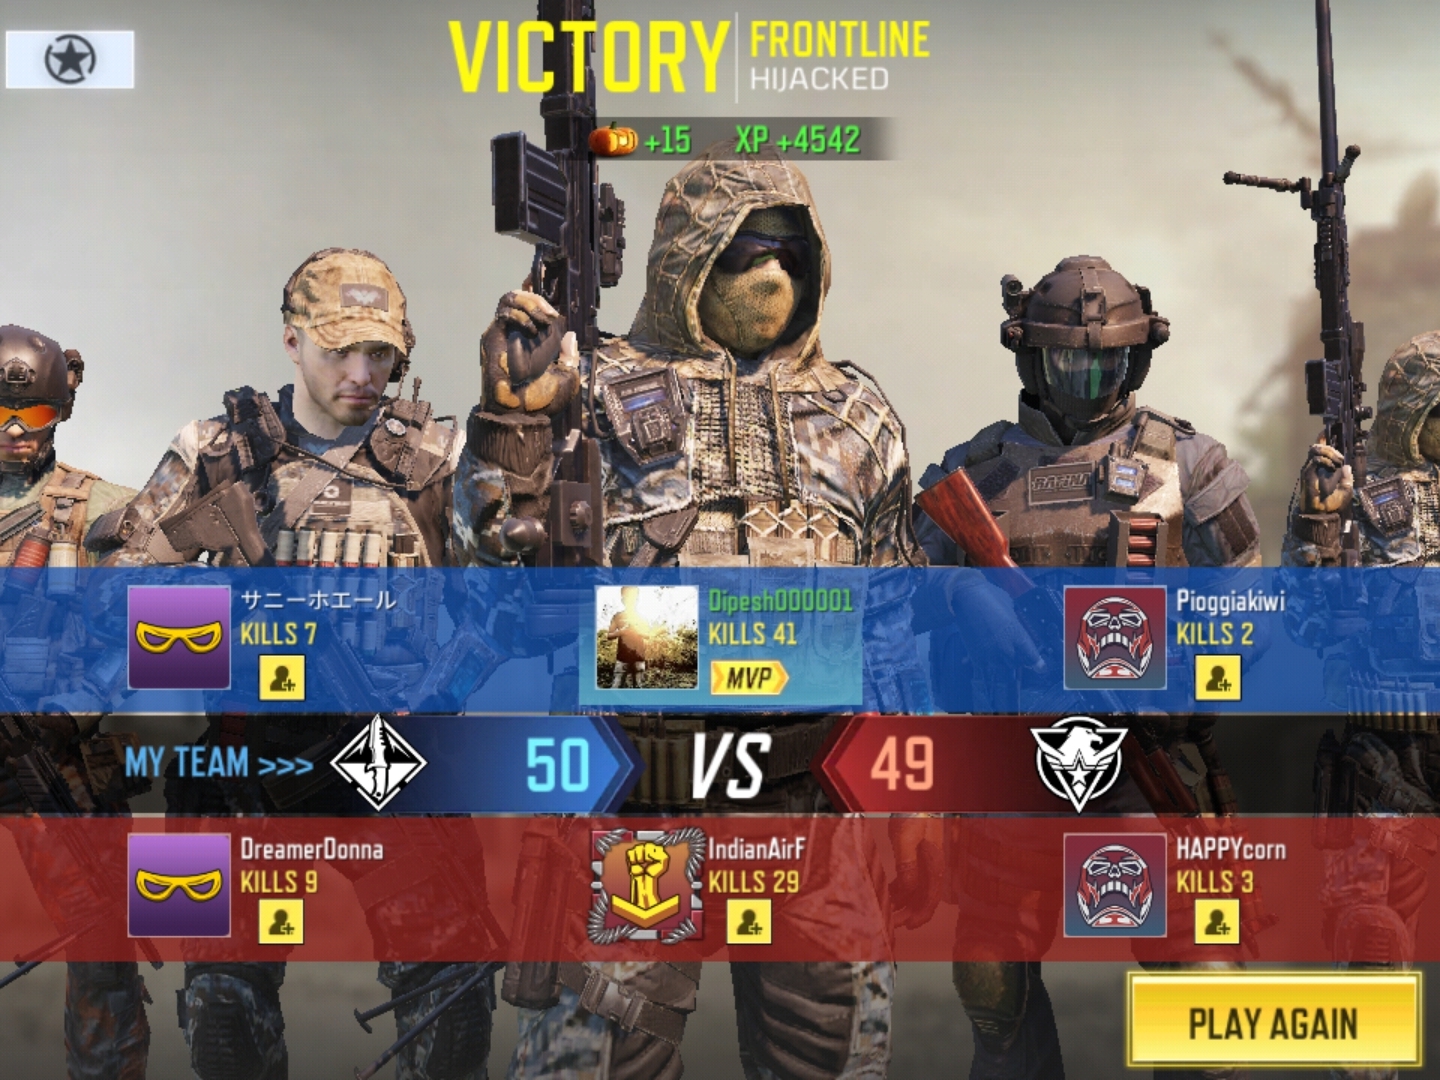 VICTORY
FRONTLINE
HIJACKED
+15 XP +4542
サニーホエール
KILLS 7
Dipesh000001
KILLS 41
MVP
Pioggiakiwi
KILLS 2
MY TEAM >>> 50 VS 49
DreamerDonna
KILLS 9
IndianAirF
KILLS 29
HAPPYcorn
KILLS 3
PLAY AGAIN